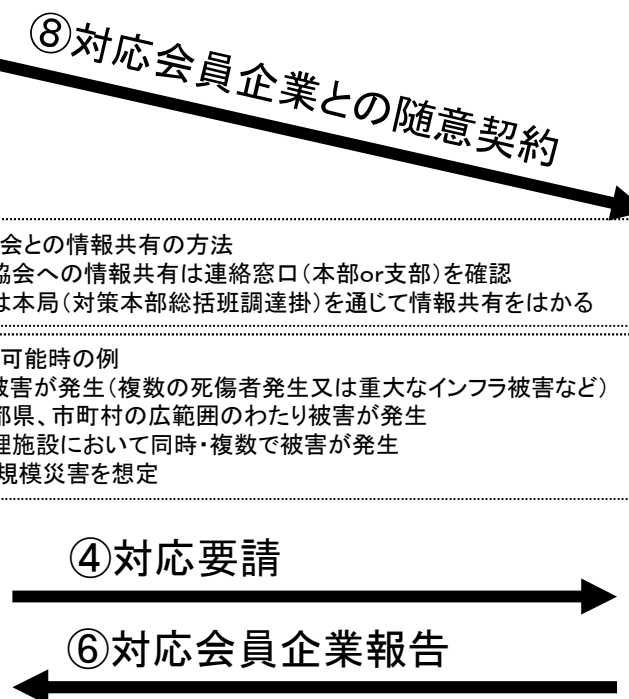 ⑧対応会員企業との随意契約
会との情報共有の方法
協会への情報共有は連絡窓口（本部or支部）を確認
は本局（対策本部総括班調達掛）を通じて情報共有をはかる
可能時の例
被害が発生（複数の死傷者発生又は重大なインフラ被害など）
都県、市町村の広範囲のわたり被害が発生
理施設において同時・複数で被害が発生
規模災害を想定
④対応要請
⑥対応会員企業報告